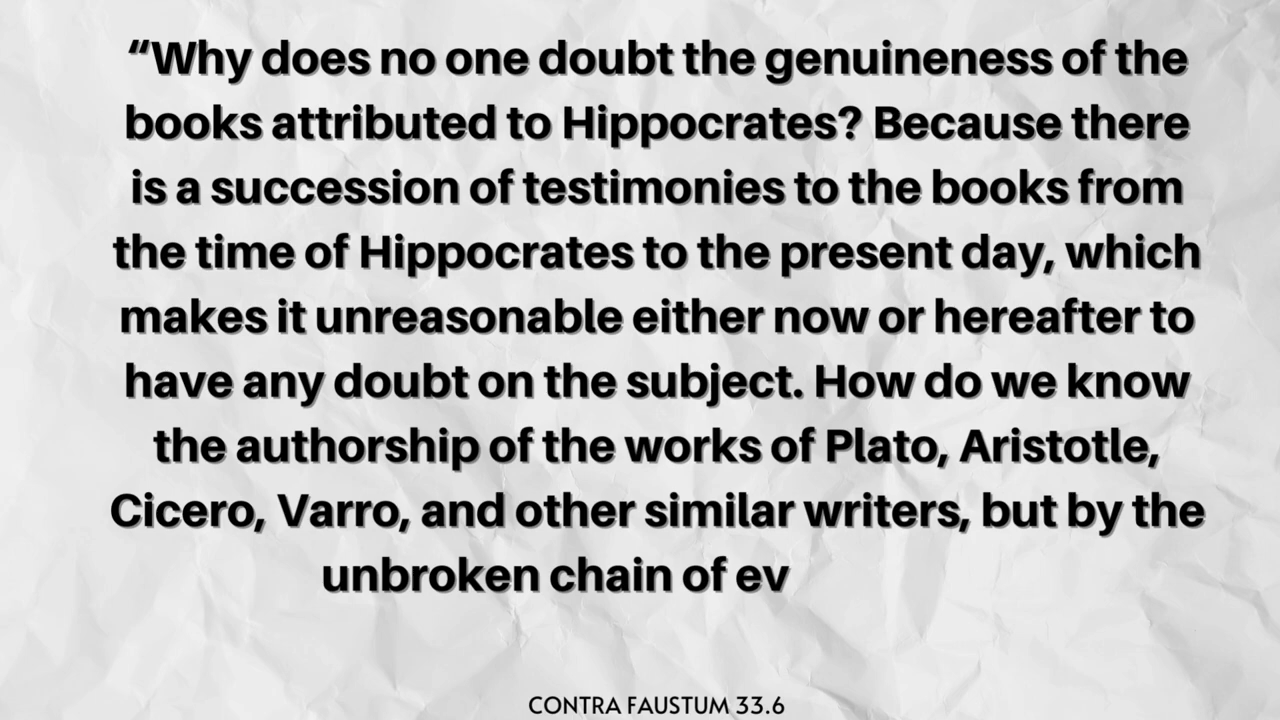 “Why does no one doubt the genuineness of the
books attributed to Hippocrates? Because there
is a succession of testimonies to the books from
the time of Hippocrates to the present day, which
makes it unreasonable either now or hereafter to
have any doubt on the subject. How do we know
the authorship of the works of Plato, Aristotle,
Cicero, Varro, and other similar writers, but by the
unbroken chain of ev
CONTRA FAUSTUM 33.6